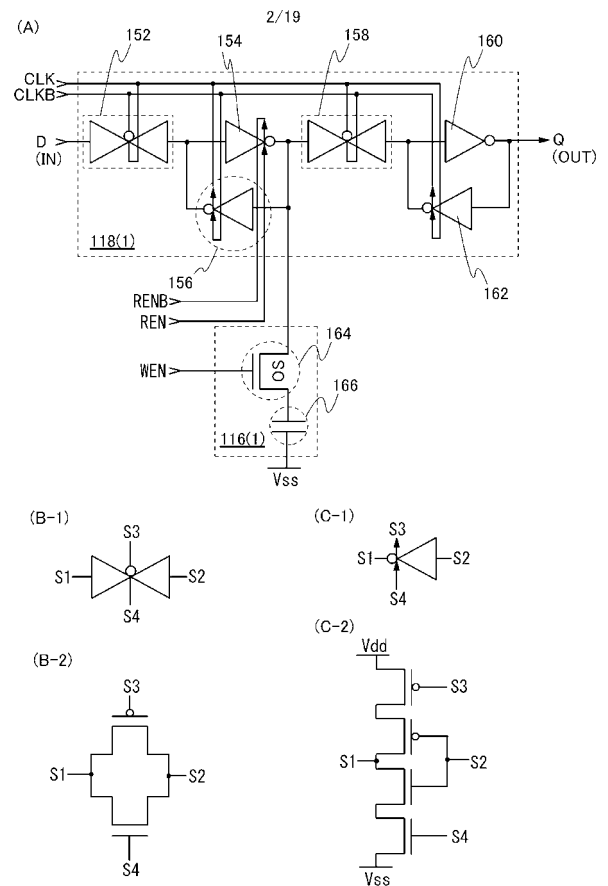 2/19
(A)
152
154
158
160
CLK
CLKB
D
(IN)
Q
(OUT)
118(1)
156
162
RENB
REN
164
WEN
OS
166
116(1)
Vss
(B-1)
S3
S1
S2
S4
(C-1)
S3
S1
S2
S4
(B-2)
S3
S1
S2
S4
(C-2)
Vdd
S3
S1
S2
S4
Vss